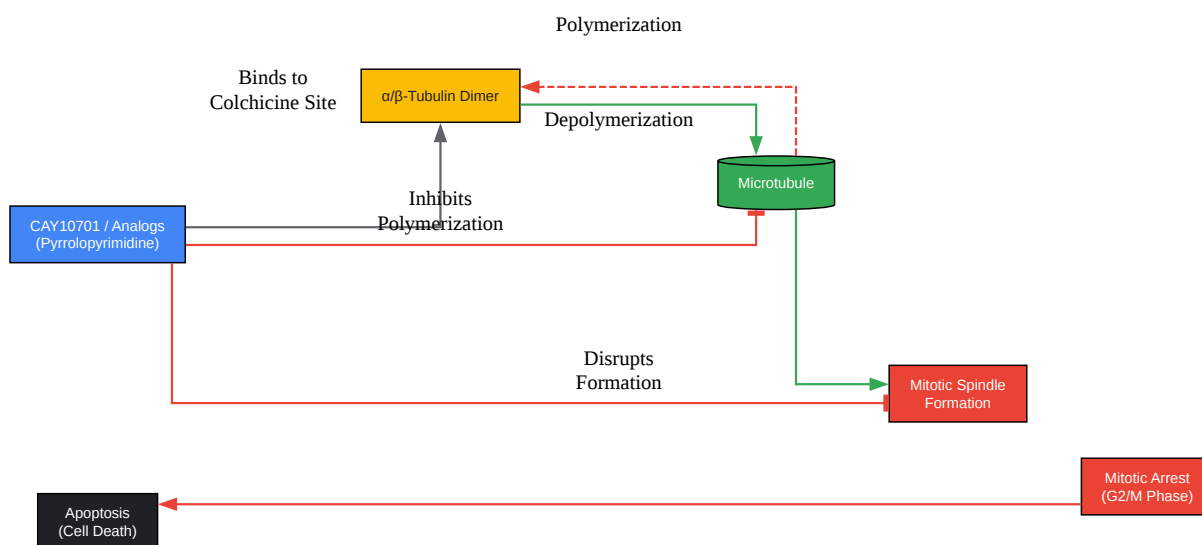 Polymerization
Binds to
Colchicine Site
α/β-Tubulin Dimer
Depolymerization
Microtubule
Inhibits
Polymerization
CAY10701 / Analogs
(Pyrrolopyrimidine)
Disrupts
Formation
Mitotic Spindle
Formation
Mitotic Arrest
(G2/M Phase)
Apoptosis
(Cell Death)